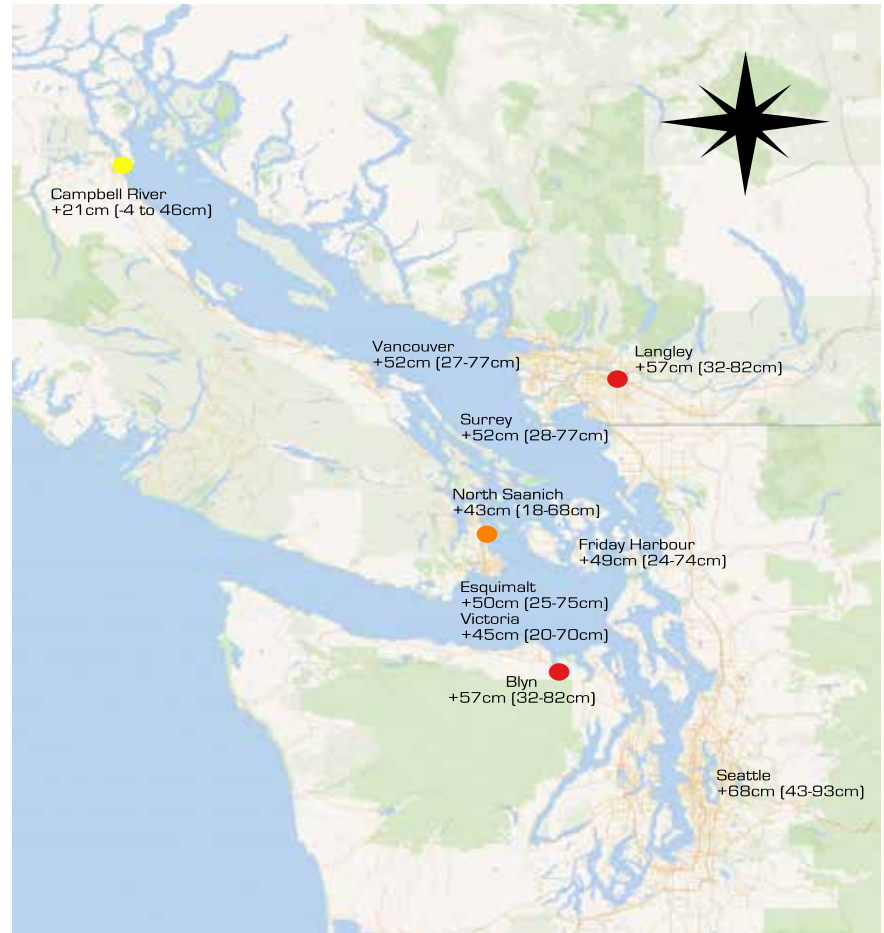 Campbell River
+21cm (-4 to 46cm)
Vancouver
+52cm (27-77cm)
Langley
+57cm (32-82cm)
Surrey
+52cm (28-77cm)
North Saanich
+43cm (18-68cm)
Friday Harbour
+49cm (24-74cm)
Esquimalt
+50cm (25-75cm)
Victoria
+45cm (20-70cm)
Blyn
+57cm (32-82cm)
Seattle
+68cm (43-93cm)